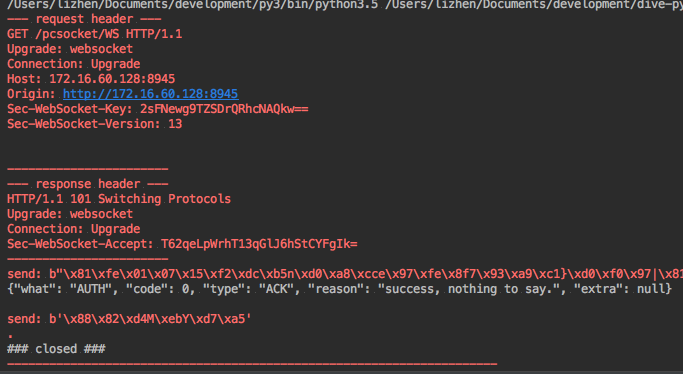 /Users/lizhen/Documents/development/py3/bin/python3.5 /Users/lizhen/Documents/development/dive-py
--- request header ---
GET /pcsocket/WS HTTP/1.1
Upgrade: websocket
Connection: Upgrade
Host: 172.16.60.128:8945
Origin: http://172.16.60.128:8945
Sec-WebSocket-Key: 2sFNewg9TZSDrQRhcNAQkw==
Sec-WebSocket-Version: 13
-----------------------
--- response header ---
HTTP/1.1 101 Switching Protocols
Upgrade: websocket
Connection: Upgrade
Sec-WebSocket-Accept: T62qeLpWrhT13qGlJ6hStCYFgIk=
-----------------------
send: b"\x81\xfe\x01\x07\x15\xf2\xdc\xb5n\xd0\xa8\xcce\x97\xfe\x8f7\x93\xa9\xc1}\xd0\xf0\x97|\x81
{"what": "AUTH", "code": 0, "type": "ACK", "reason": "success, nothing to say.", "extra": null}
send: b'\x88\x82\xd4M\xebY\xd7\xa5'
.
### closed ###
----------------------------------------------------------------------